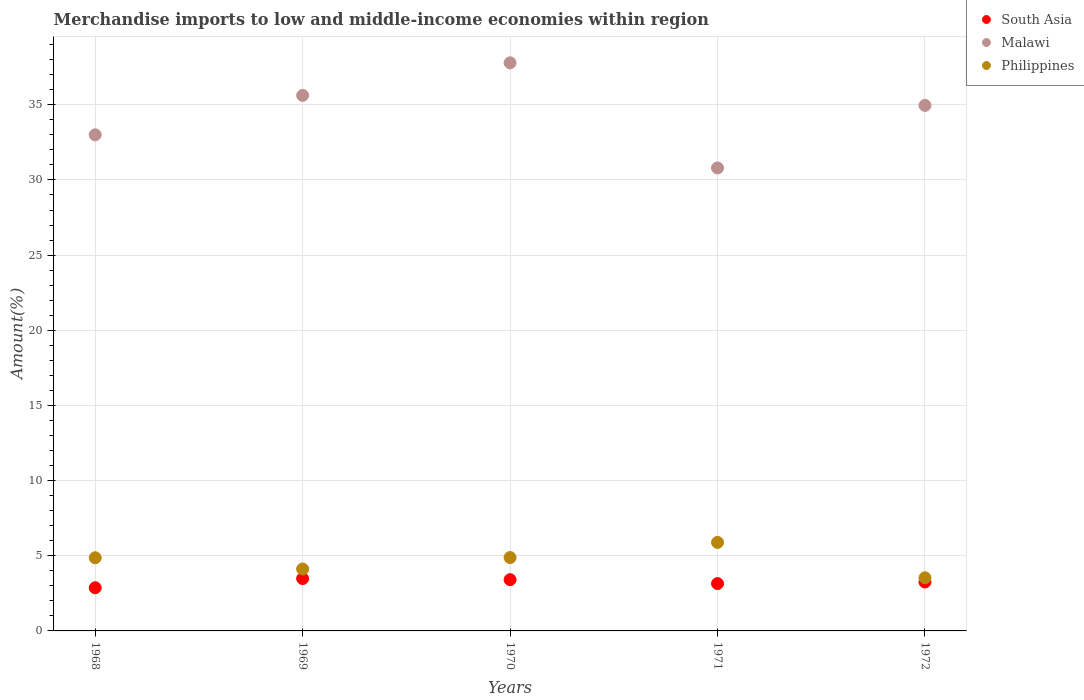 Merchandise imports to low and middle-income economies within region
South Asia
Malawi
Philippines
Amount(%)
35
30
25
20
15
10
5
0
1968
1969
1970
1971
1972
Years